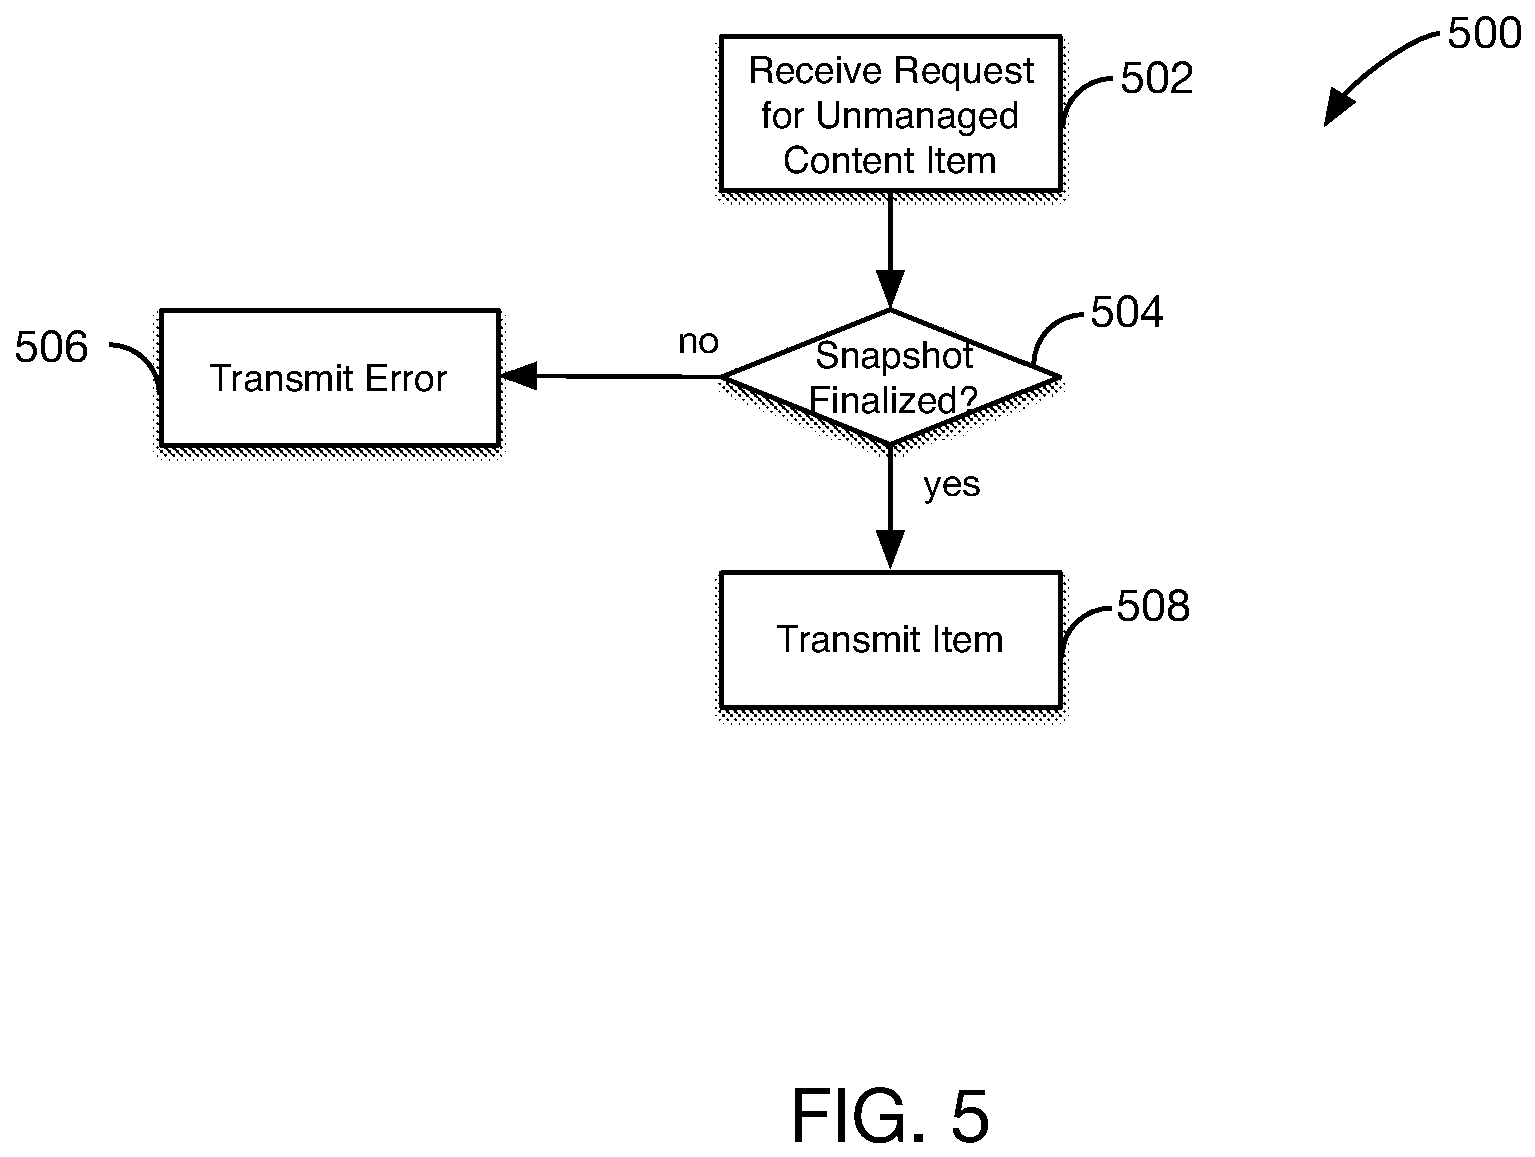 500
Receive Request
for Unmanaged
Content Item
502
504
Snapshot
Finalized?
no
506
Transmit Error
yes
508
Transmit Item
FIG. 5